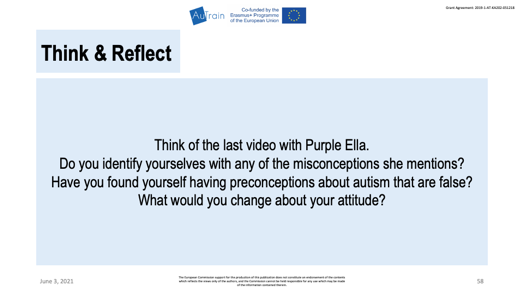 AuTrain
Co-funded by the
Erasmus+ Programme
of the European Union
Grant Agreement: 2019-1-AT-KA202-051218
Think & Reflect
Think of the last video with Purple Ella.
Do you identify yourselves with any of the misconceptions she mentions?
Have you found yourself having preconceptions about autism that are false?
What would you change about your attitude?
June 3, 2021
The European Commission support for the production of this publication does not constitute an endorsement of the contents
which reflects the views only of the authors, and the Commission cannot be held responsible for any use which may be made
of the information contained therein.
58